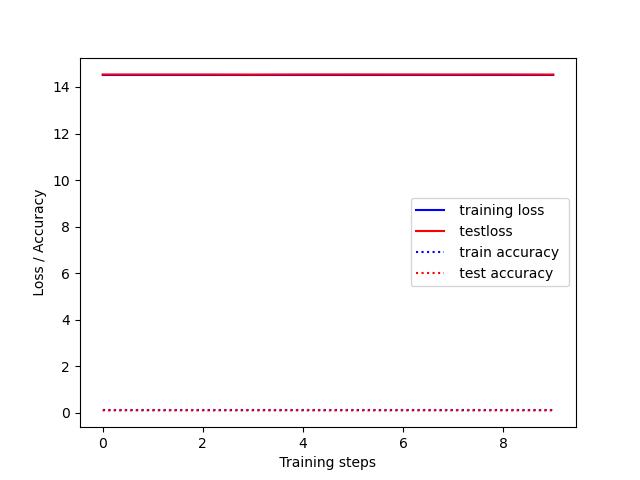 14
12
10
8
6
4
2
0
Loss / Accuracy
training loss
testloss
train accuracy
test accuracy
0 2 4 6 8
Training steps